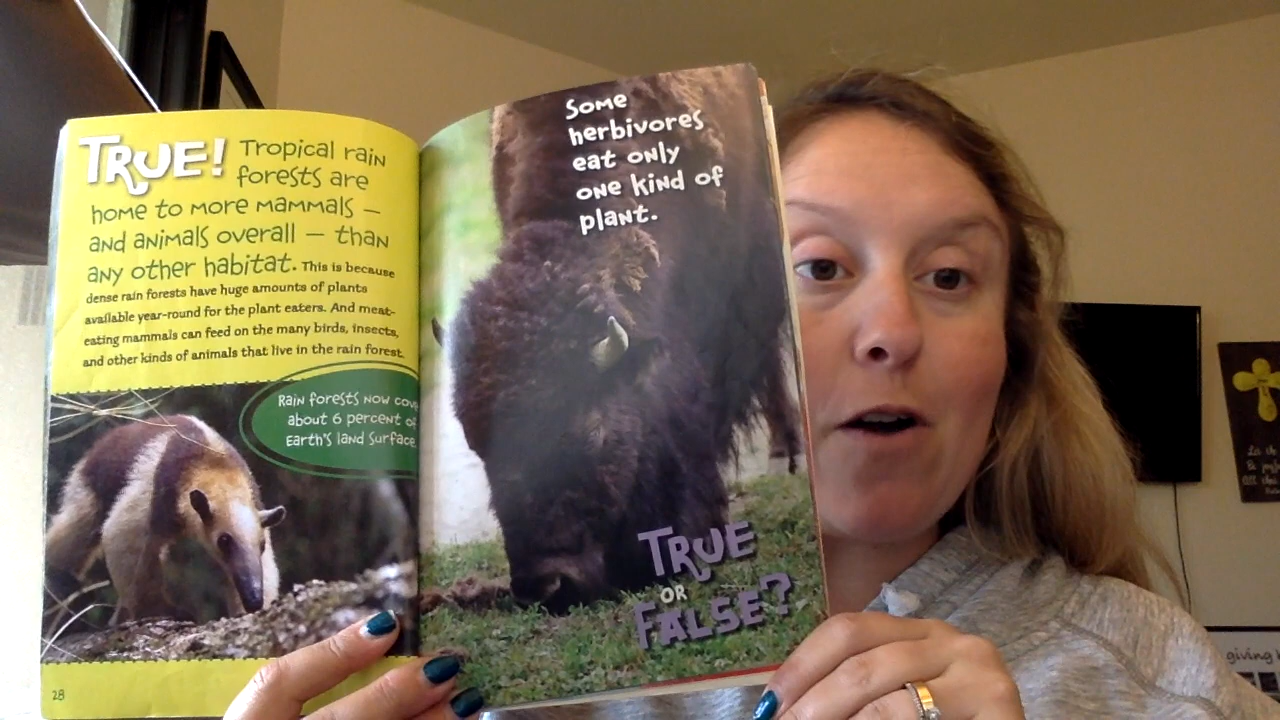 TRUE! Tropical rain
forests are
home to more mammals —
and animals overall — than
any other habitat. This is because
dense rain forests have huge amounts of plants
available year-round for the plant eaters. And meat-
eating mammals can feed on the many birds, insects,
and other kinds of animals that live in the rain forest.
Rain forests now cov
about 6 percent of
Earth's land surface
28
Some
herbivores
eat only
one kind of
plant.
TRUE
OR
FALSE?
giving